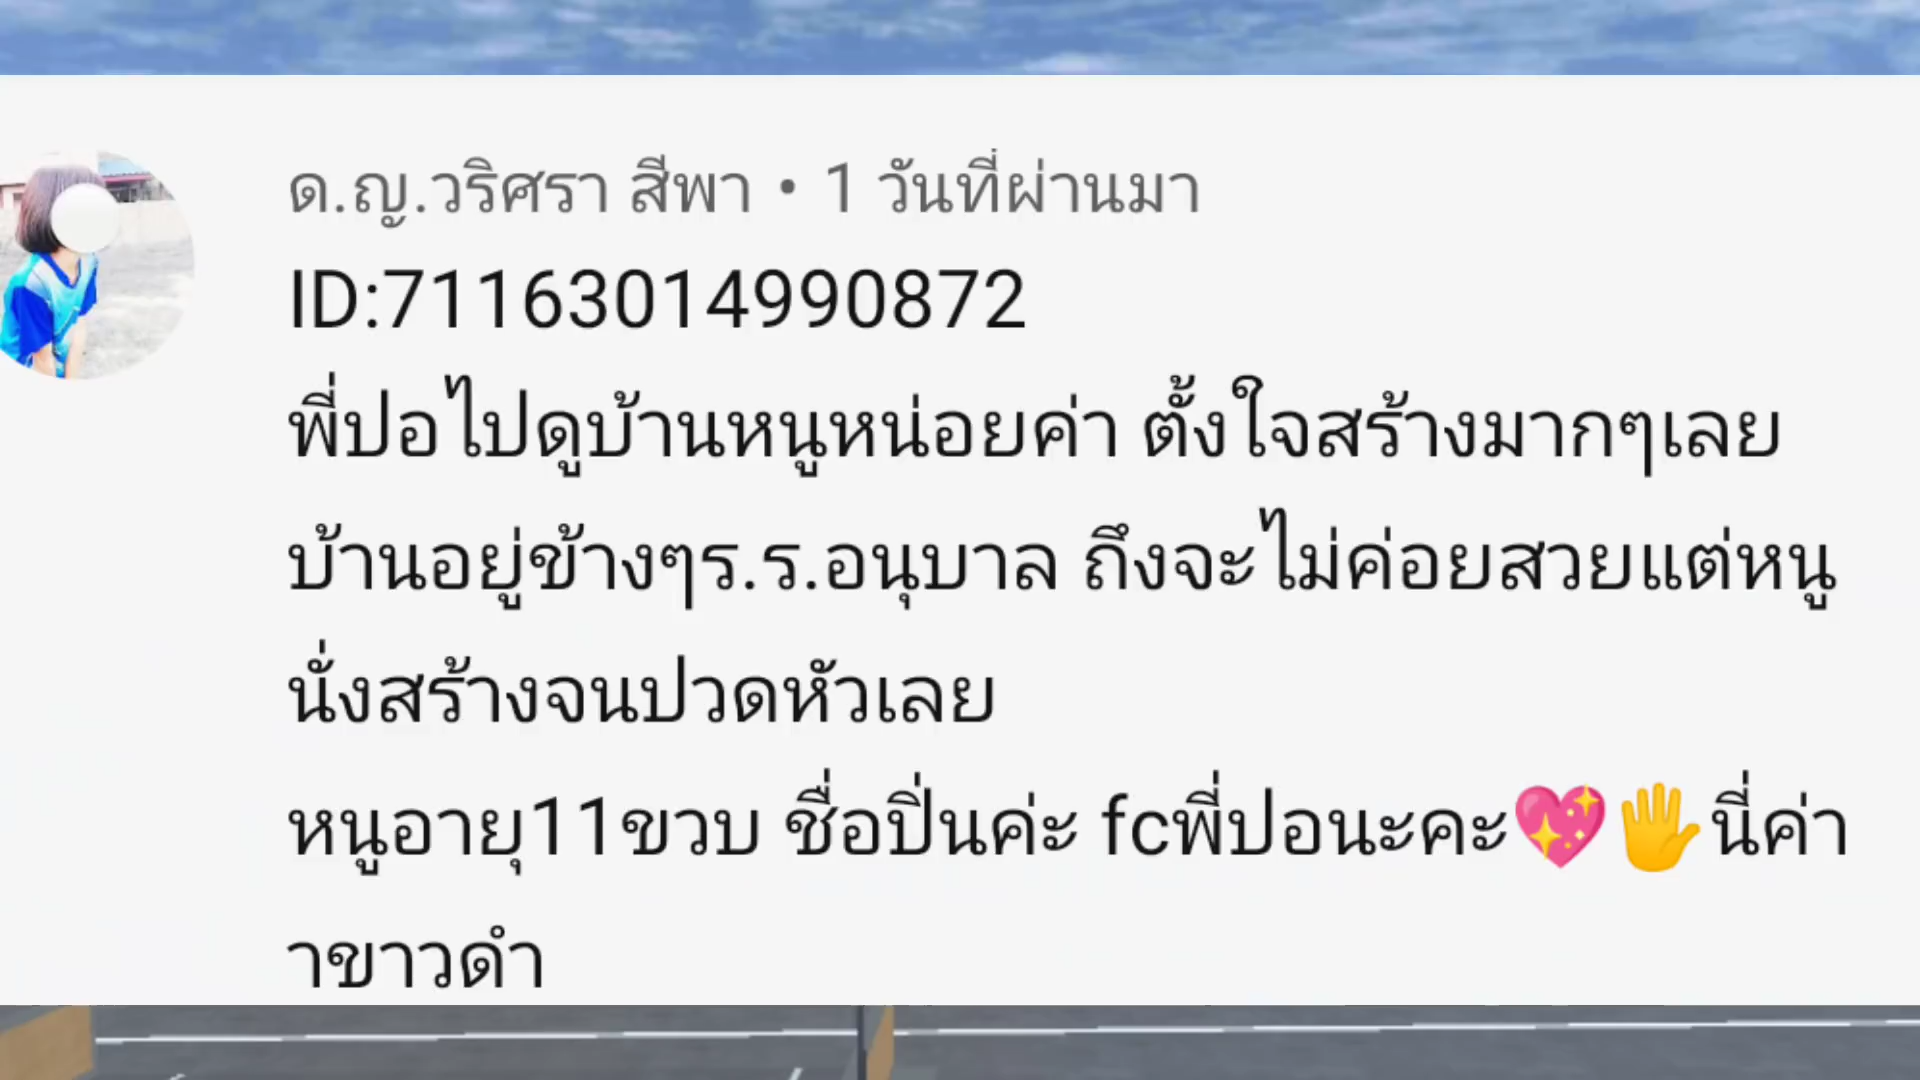 ด.ญ.วริศรา สีพา • 1 วันที่ผ่านมา
ID:71163014990872
พี่ปอไปดูบ้านหนูหน่อยค่า ตั้งใจสร้างมากๆเลย
บ้านอยู่ข้างๆร.ร.อนุบาล ถึงจะไม่ค่อยสวยแต่หนู
นั่งสร้างจนปวดหัวเลย
หนูอายุ11ขวบ ชื่อปิ่นค่ะ fcพี่ปอนะคะ💖🖐นี่ค่า
าขาวดำ